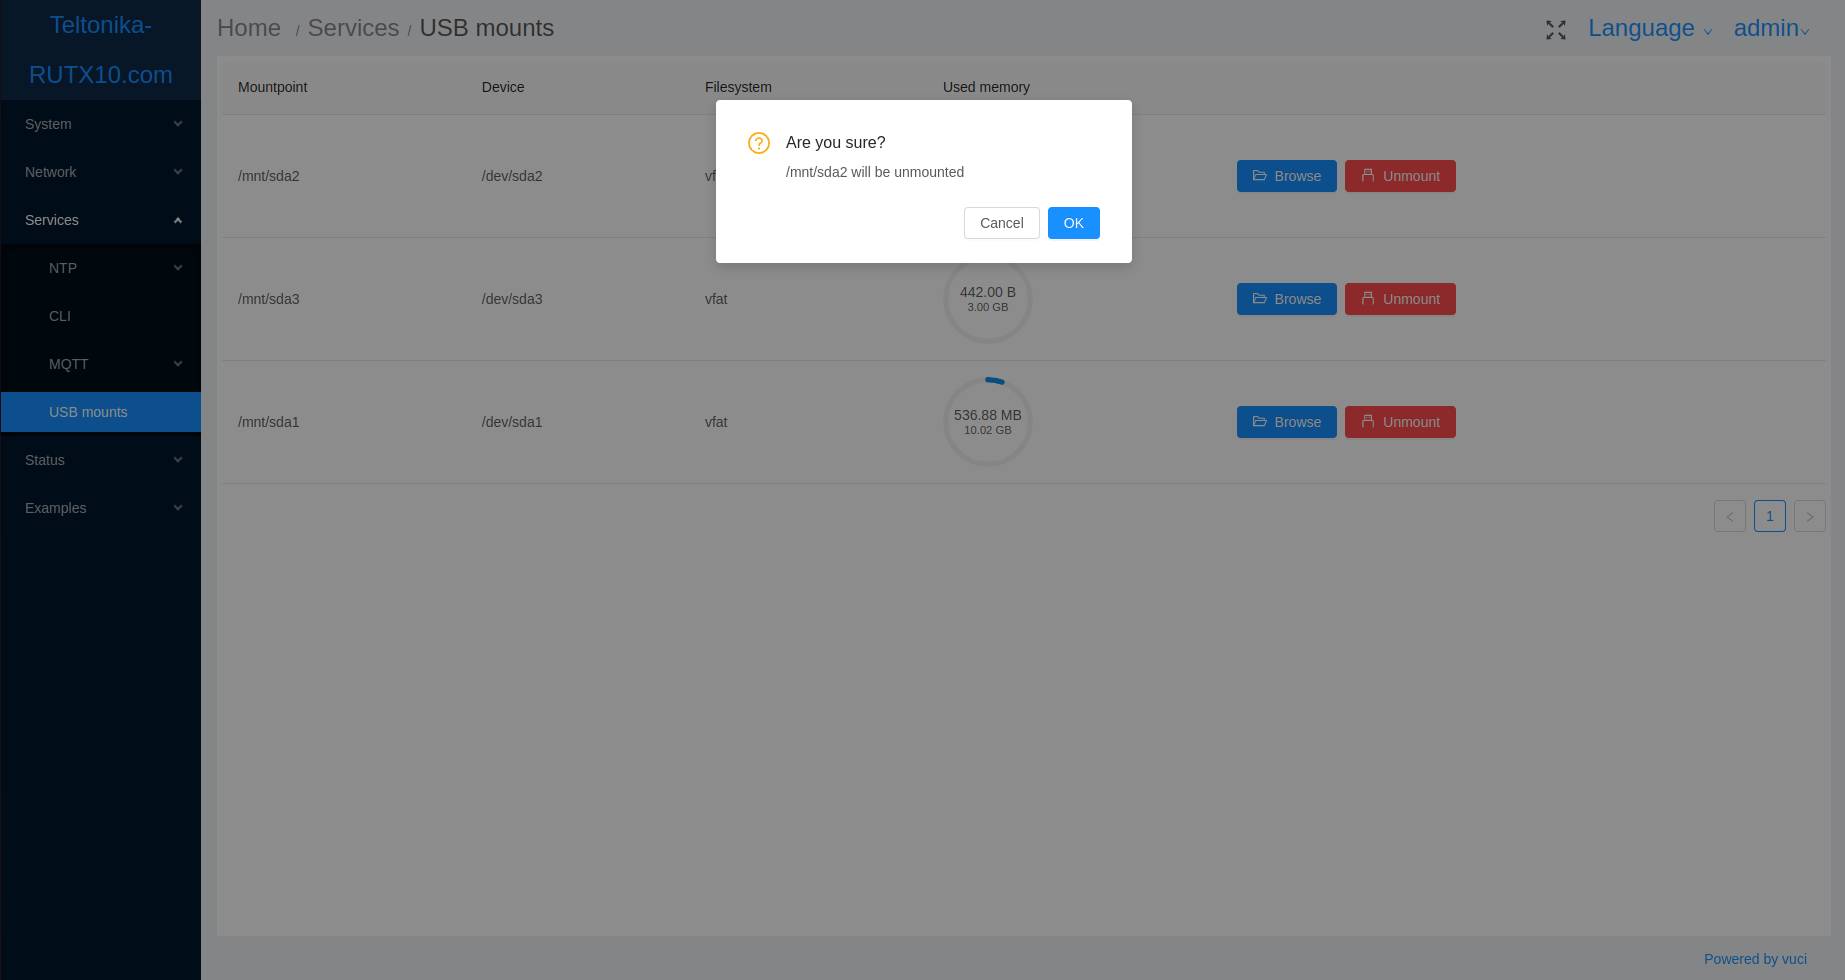 Teltonika-
RUTX10.com
System
Network
Services
NTP
CLI
MQTT
USB mounts
Status
Examples
Home / Services / USB mounts
Language
admin
Mountpoint Device Filesystem Used memory
Are you sure?
/mnt/sda2 will be unmounted
Cancel OK
/mnt/sda2 /dev/sda2 vf Browse Unmount
/mnt/sda3 /dev/sda3 vfat 442.00 B Browse Unmount
3.00 GB
/mnt/sda1 /dev/sda1 vfat 536.88 MB Browse Unmount
10.02 GB
< 1 >
Powered by vuci